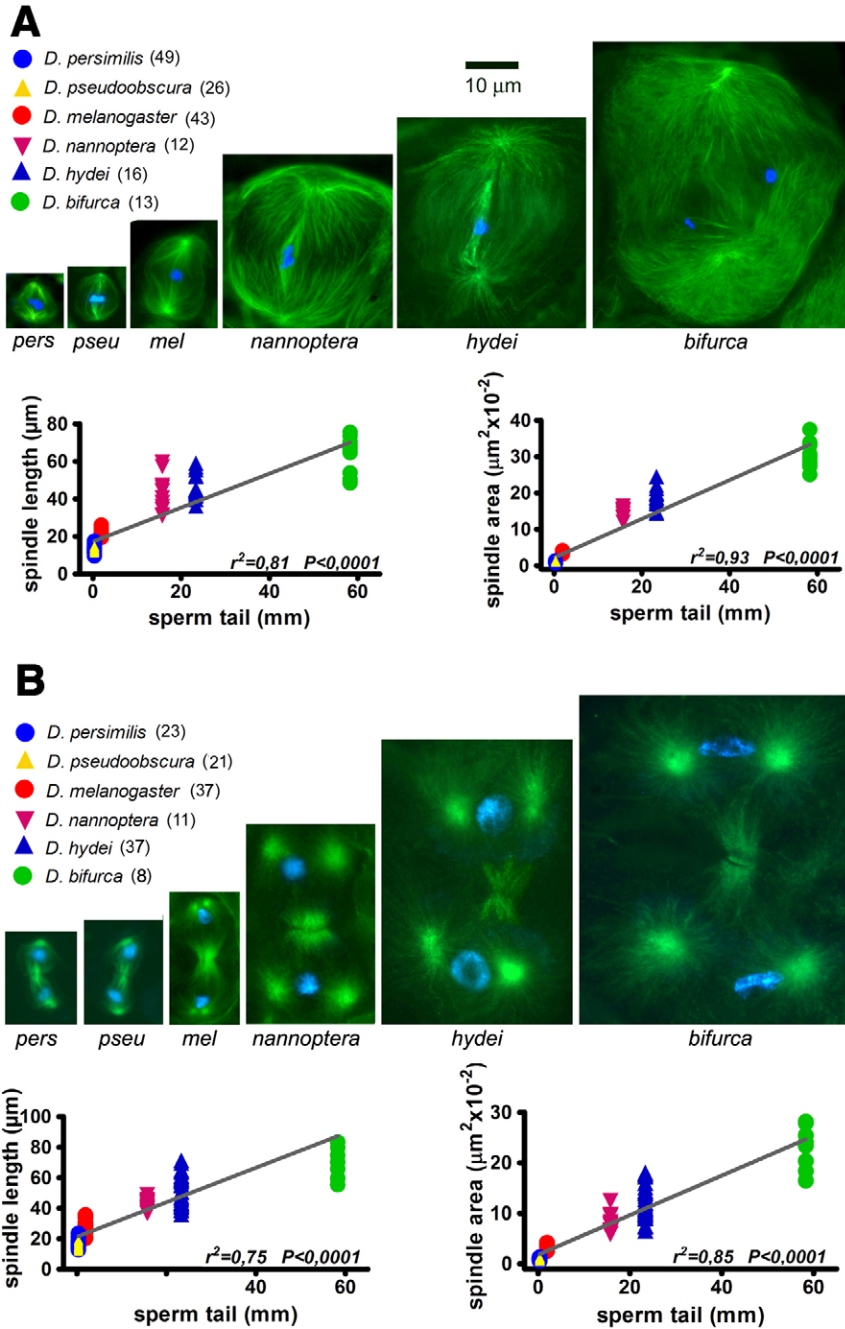 A
D. persimilis (49)
D. pseudoobscura (26)
D. melanogaster (43)
D. nannoptera (12)
D. hydei (16)
D. bifurca (13)
10 μm
pers pseu mel nannoptera hydei bifurca
spindle length (μm)
80
60
40
20
0
r²=0,81 P<0,0001
0 20 40 60
sperm tail (mm)
spindle area (μm²x10⁻²)
40
30
20
10
0
r²=0,93 P<0,0001
0 20 40 60
sperm tail (mm)
B
D. persimilis (23)
D. pseudoobscura (21)
D. melanogaster (37)
D. nannoptera (11)
D. hydei (37)
D. bifurca (8)
pers pseu mel nannoptera hydei bifurca
spindle length (μm)
100
80
60
40
20
0
r²=0,75 P<0,0001
40 60
sperm tail (mm)
spindle area (μm²x10⁻²)
30
20
10
0
r²=0,85 P<0,0001
0 20 40 60
sperm tail (mm)